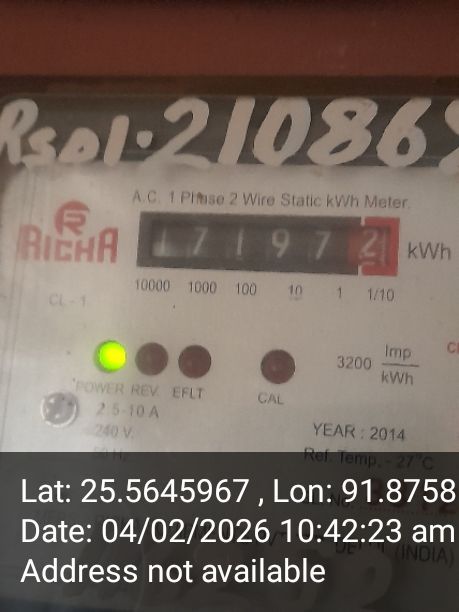 A.C. 1 Phase 2 Wire Static kWh Meter.
R
RICHA
1 7 1 9 7 2 kWh
10000 1000 100 10 1 1/10
CL - 1
3200 Imp
kWh
POWER REV. EFLT CAL
2.5-10 A
240 V.
YEAR : 2014
Ref. Temp. - 27°C
Lat: 25.5645967 , Lon: 91.8758
Date: 04/02/2026 10:42:23 am
(INDIA)
Address not available